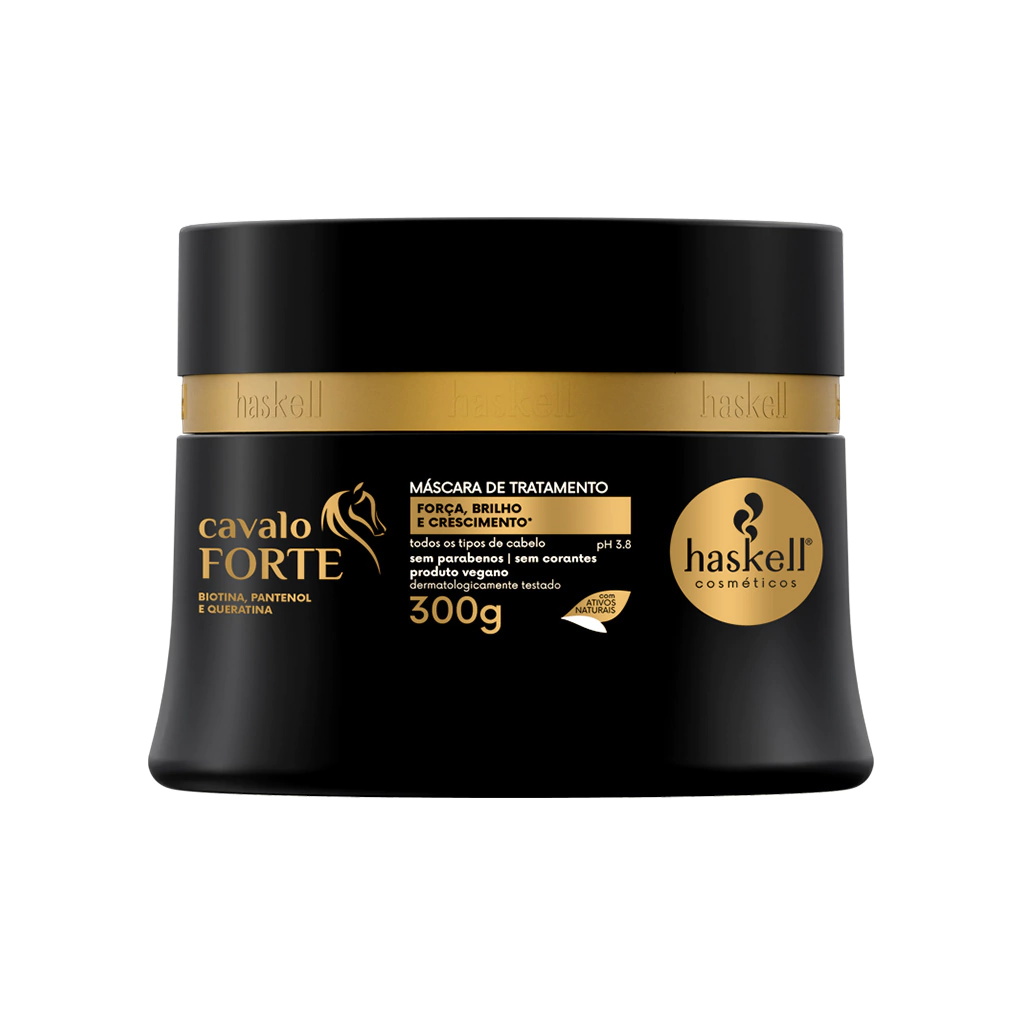 haskell haskell haskell
cavalo
FORTE
BIOTINA, PANTENOL
E QUERATINA
MÁSCARA DE TRATAMENTO
FORÇA, BRILHO
E CRESCIMENTO*
todos os tipos de cabelo pH 3.8
sem parabenos | sem corantes
produto vegano
dermatologicamente testado
300g
com
ATIVOS
NATURAIS
haskell®
cosméticos